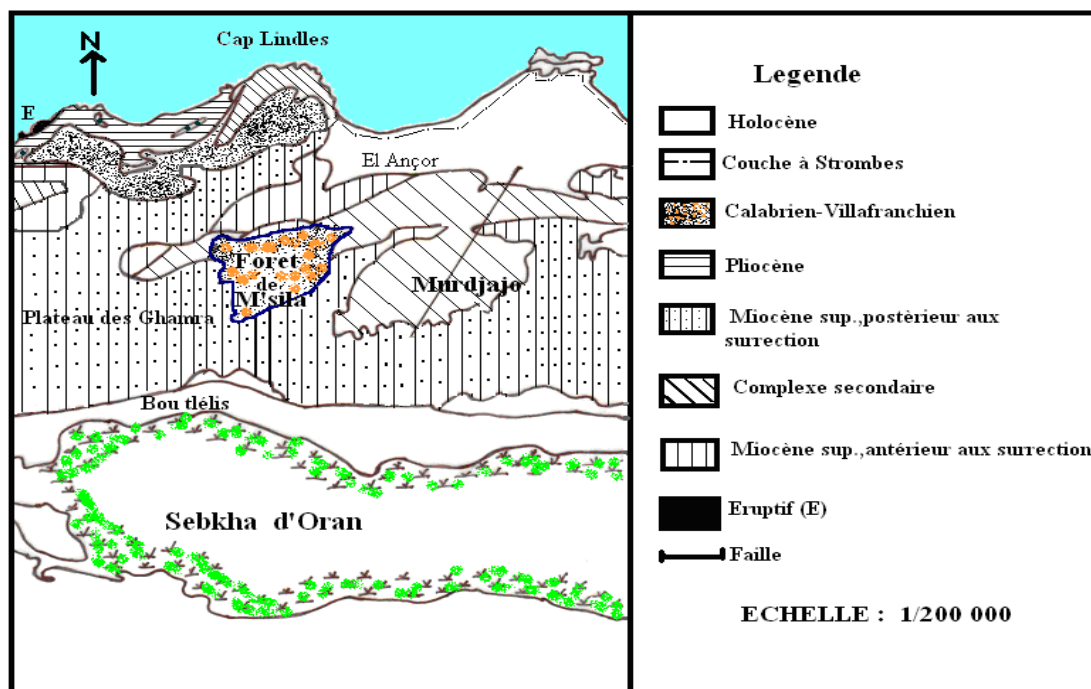 N
Cap Lindles
E
El Ançor
Foret
de
M'sila
Murdjajo
Plateau des Ghamra
Bou tlélis
Sebkha d'Oran
Legende
Holocène
Couche à Strombes
Calabrien-Villafranchien
Pliocène
Miocène sup.,postèrieur aux
surrection
Complexe secondaire
Miocène sup.,antérieur aux surrection
Eruptif (E)
Faille
ECHELLE : 1/200 000